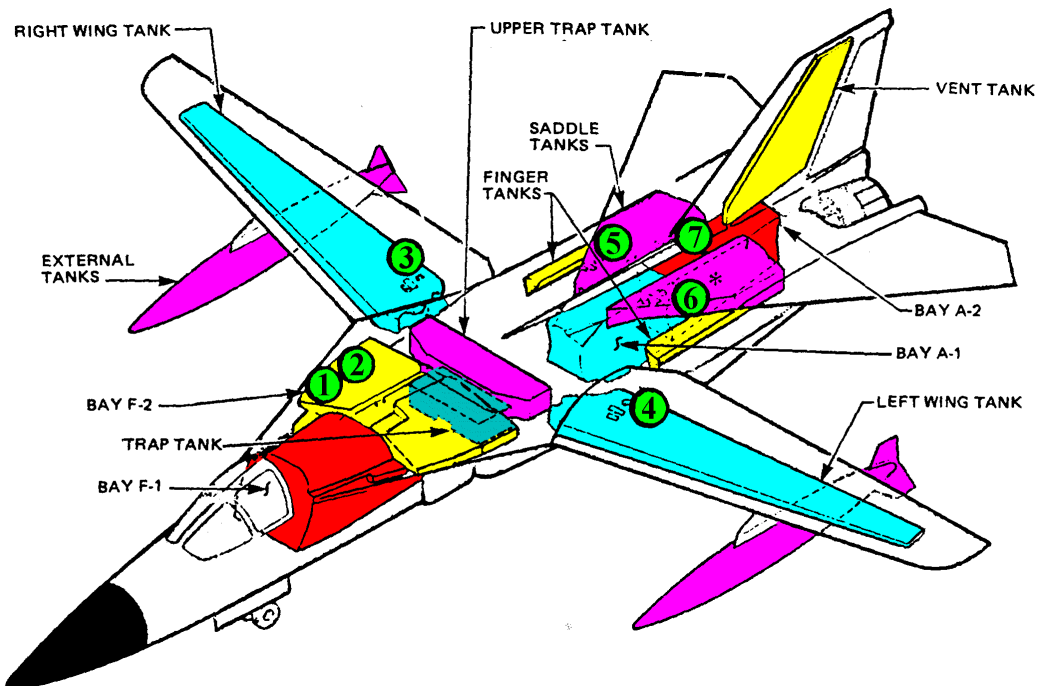 RIGHT WING TANK
UPPER TRAP TANK
VENT TANK
SADDLE
TANKS
FINGER
TANKS
5
7
3
EXTERNAL
TANKS
6
*
BAY A-2
BAY A-1
2
1
BAY F-2
4
LEFT WING TANK
TRAP TANK
BAY F-1